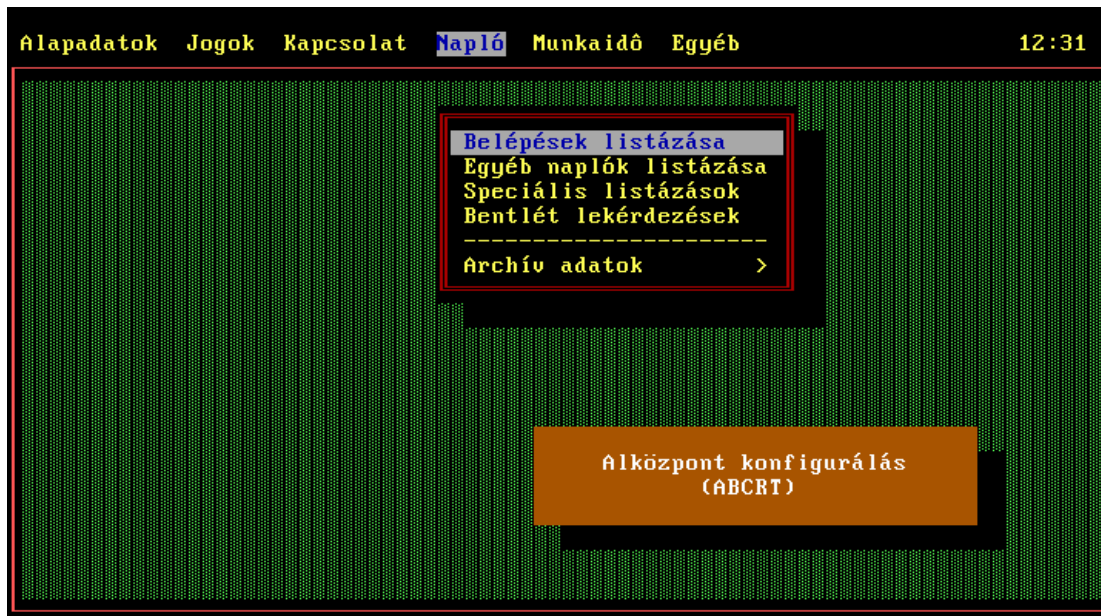 Alapadatok Jogok Kapcsolat Napló Munkaidô Egyéb 12:31
Belépések listázása
Egyéb naplók listázása
Speciális listázások
Bentlét lekérdezések
----------------------
Archív adatok >
Alközpont konfigurálás
(ABCRT)